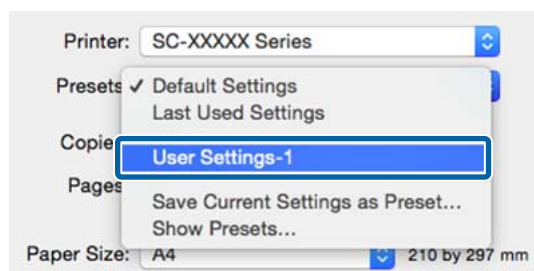 Printer: SC-XXXXX Series
Presets ✓ Default Settings
Last Used Settings
Copie
User Settings-1
Pages
Save Current Settings as Preset...
Show Presets...
Paper Size: A4 210 by 297 mm